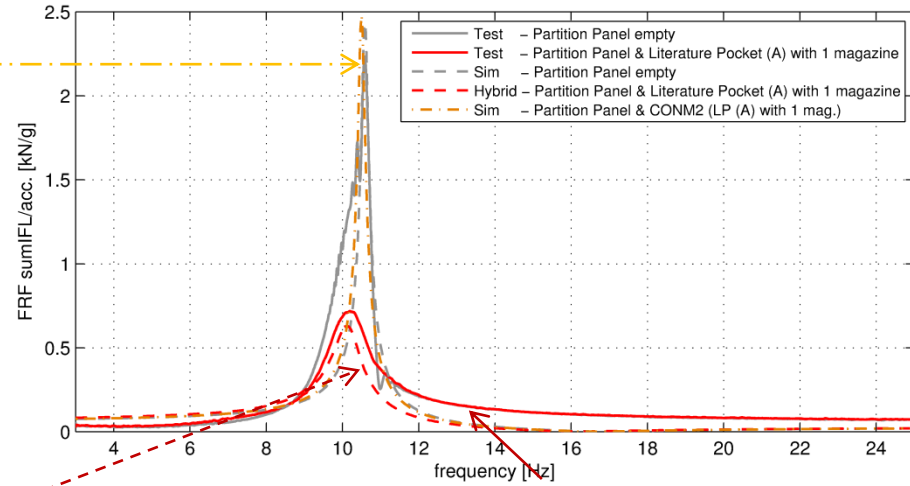 2.5
2
1.5
1
0.5
0
FRF sumIFL/acc. [kN/g]
Test – Partition Panel empty
Test – Partition Panel & Literature Pocket (A) with 1 magazine
Sim – Partition Panel empty
Hybrid – Partition Panel & Literature Pocket (A) with 1 magazine
Sim – Partition Panel & CONM2 (LP (A) with 1 mag.)
4 6 8 10 12 14 16 18 20 22 24
frequency [Hz]